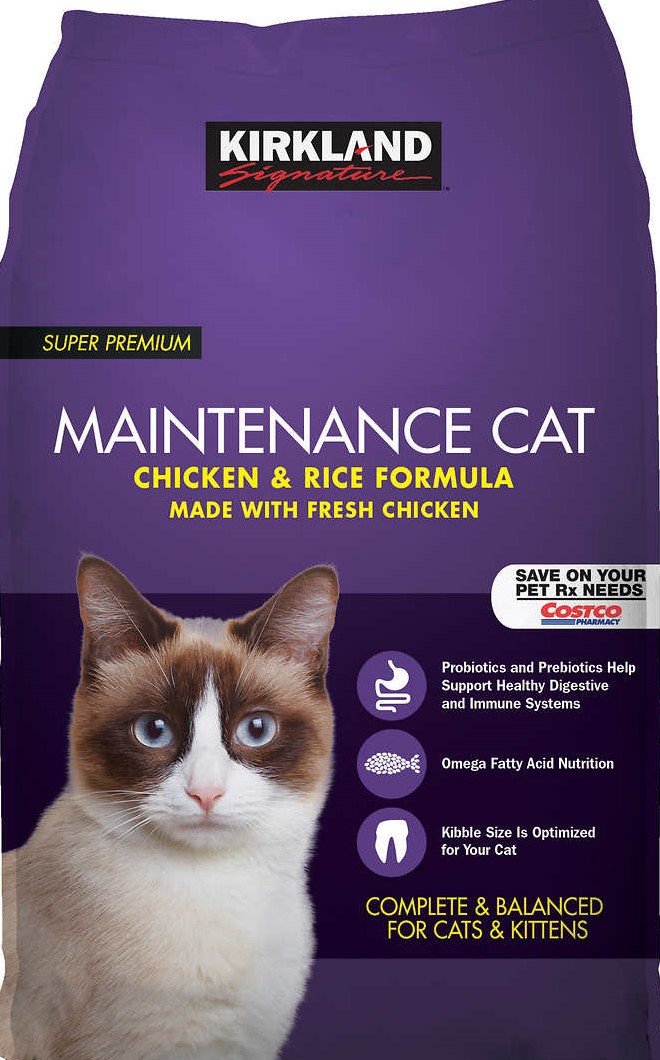 KIRKLAND
Signature™
SUPER PREMIUM
MAINTENANCE CAT
CHICKEN & RICE FORMULA
MADE WITH FRESH CHICKEN
SAVE ON YOUR
PET Rx NEEDS
COSTCO
PHARMACY
Probiotics and Prebiotics Help
Support Healthy Digestive
and Immune Systems
Omega Fatty Acid Nutrition
Kibble Size Is Optimized
for Your Cat
COMPLETE & BALANCED
FOR CATS & KITTENS